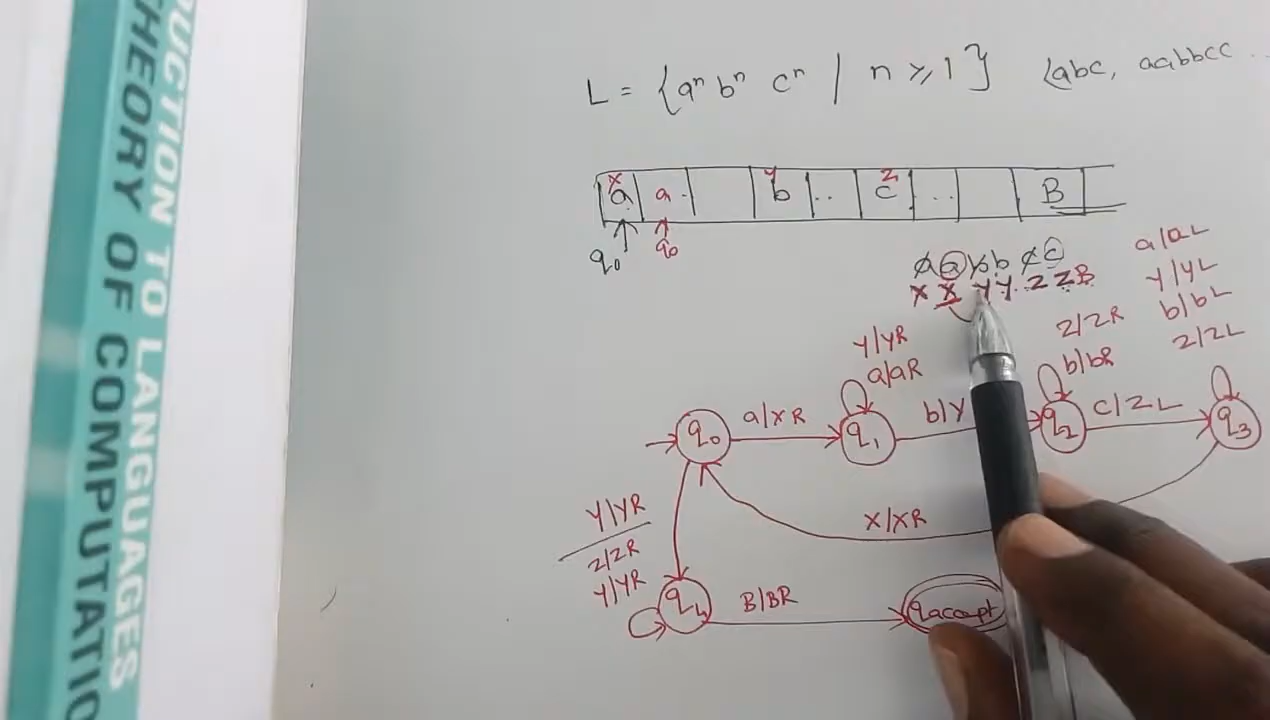 DUCTION TO LANGUAGES
THEORY OF COMPUTATIO
L = {aⁿ bⁿ cⁿ | n ≥ 1} {abc, aabbcc ..
x y z
a a b .. c .. B
q0 q0
a a b b c c
X X Y Y Z Z B
a/aL
Y/YL
b/bL
Z/ZL
Y/YR
a/aR
Z/ZR
b/bR
q0 a/XR q1 b/Y q2 C/ZL q3
X/XR
Y/YR
Z/ZR
Y/YR
q4 B/BR qaccept